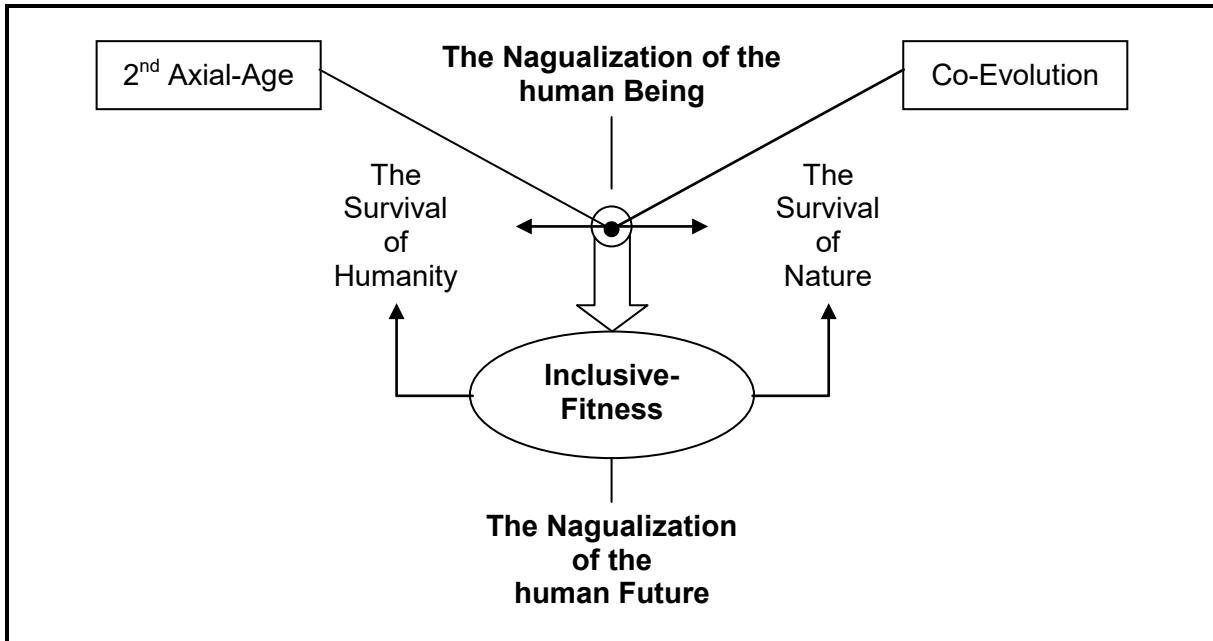 2nd Axial-Age
The Nagualization of the
human Being
Co-Evolution
The
Survival
of
Humanity
The
Survival
of
Nature
Inclusive-
Fitness
The Nagualization
of the
human Future